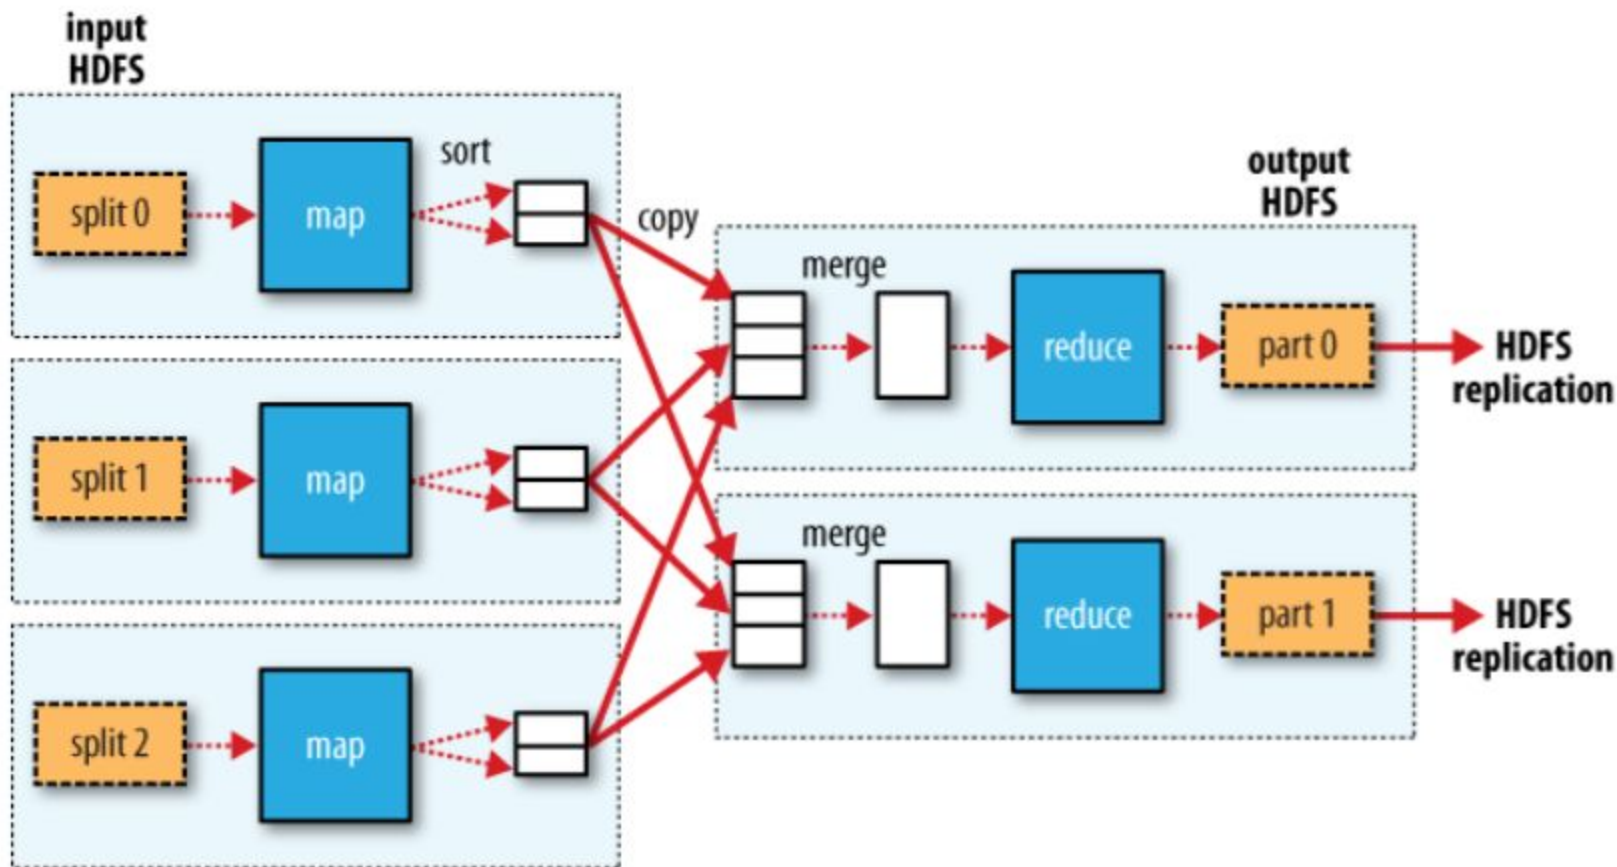 input
HDFS
split 0
map
sort
copy
split 1
map
split 2
map
output
HDFS
merge
reduce
part 0
HDFS
replication
merge
reduce
part 1
HDFS
replication